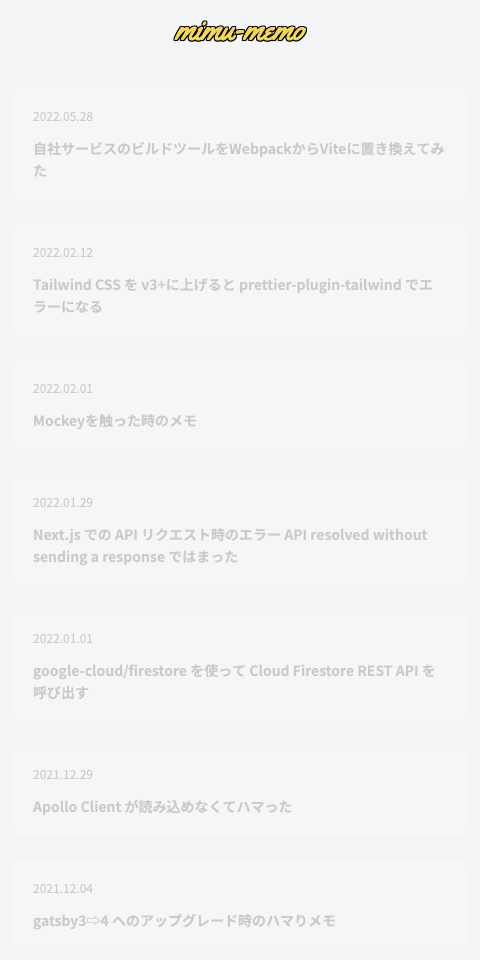 mimu-memo
2022.05.28
自社サービスのビルドツールをWebpackからViteに置き換えてみ
た
2022.02.12
Tailwind CSS を v3+に上げると prettier-plugin-tailwind でエ
ラーになる
2022.02.01
Mockeyを触った時のメモ
2022.01.29
Next.js での API リクエスト時のエラー API resolved without
sending a response ではまった
2022.01.01
google-cloud/firestore を使って Cloud Firestore REST API を
呼び出す
2021.12.29
Apollo Client が読み込めなくてハマった
2021.12.04
gatsby3⇨4 へのアップグレード時のハマりメモ